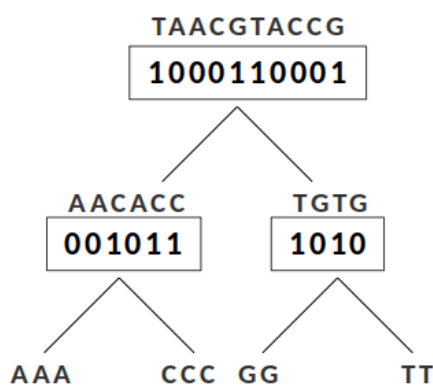 TAACGTACCG
1000110001
AACACC TGTG
001011 1010
AAA CCC GG TT